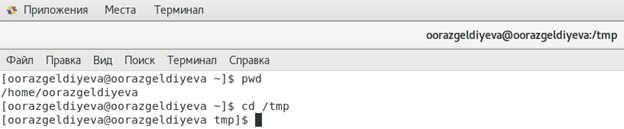 Приложения Места Терминал
oorazgeldiyeva@oorazgeldiyeva:/tmp
Файл Правка Вид Поиск Терминал Справка
[oorazgeldiyeva@oorazgeldiyeva ~]$ pwd
/home/oorazgeldiyeva
[oorazgeldiyeva@oorazgeldiyeva ~]$ cd /tmp
[oorazgeldiyeva@oorazgeldiyeva tmp]$